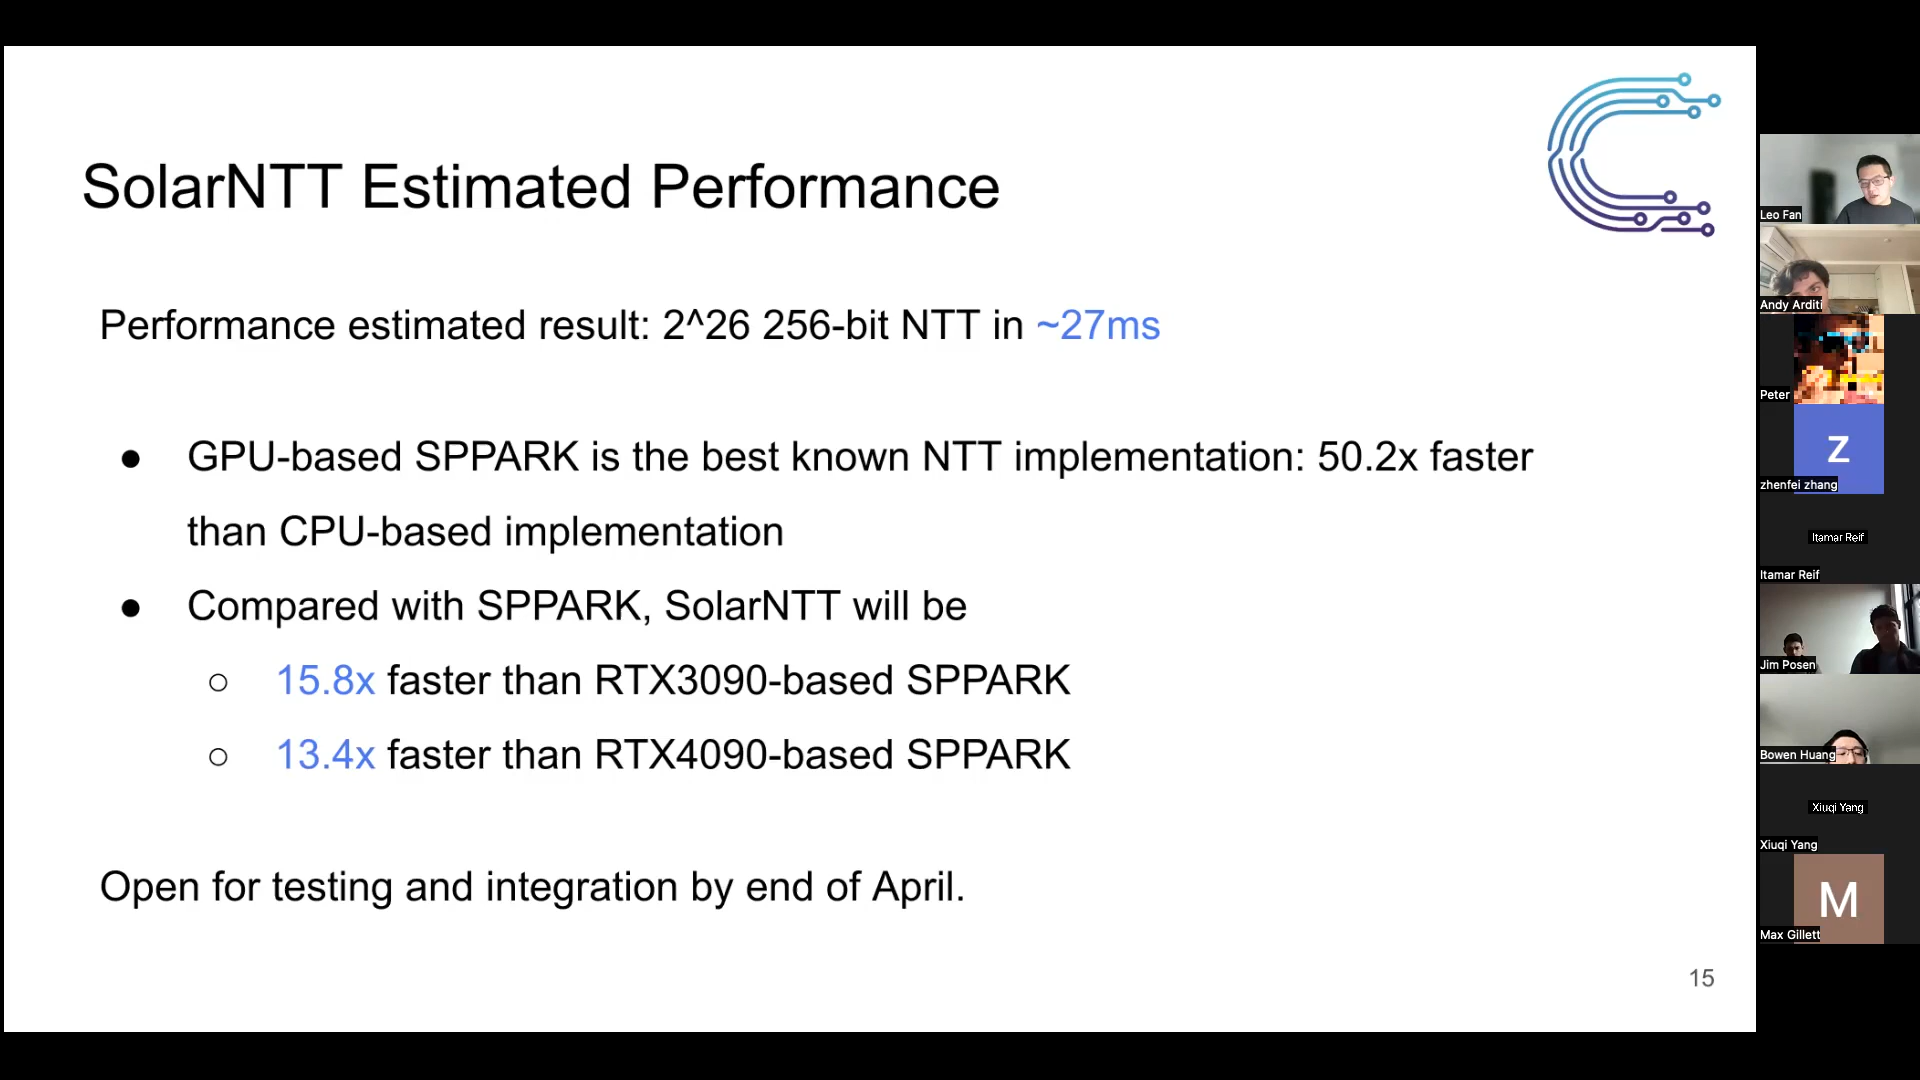 SolarNTT Estimated Performance
Performance estimated result: 2^26 256-bit NTT in ~27ms
● GPU-based SPPARK is the best known NTT implementation: 50.2x faster
than CPU-based implementation
● Compared with SPPARK, SolarNTT will be
○ 15.8x faster than RTX3090-based SPPARK
○ 13.4x faster than RTX4090-based SPPARK
Open for testing and integration by end of April.
15
Leo Fan
Andy Arditi
Peter
Z
zhenfei zhang
Itamar Reif
Itamar Reif
Jim Posen
Bowen Huang
Xiuqi Yang
Xiuqi Yang
M
Max Gillett